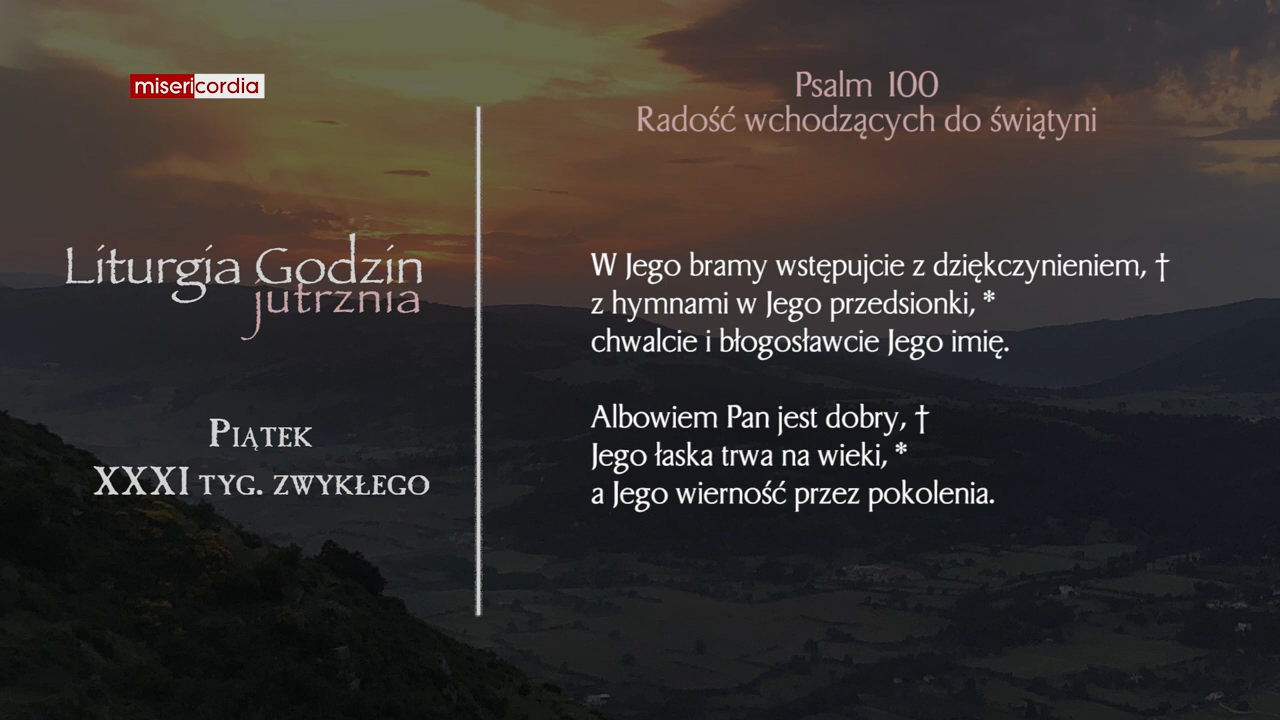 misericordia
Liturgia Godzin
jutrznia
Piątek
XXXI tyg. zwykłego
Psalm 100
Radość wchodzących do świątyni
W Jego bramy wstępujcie z dziękczynieniem, †
z hymnami w Jego przedsionki, *
chwalcie i błogosławcie Jego imię.
Albowiem Pan jest dobry, †
Jego łaska trwa na wieki, *
a Jego wierność przez pokolenia.